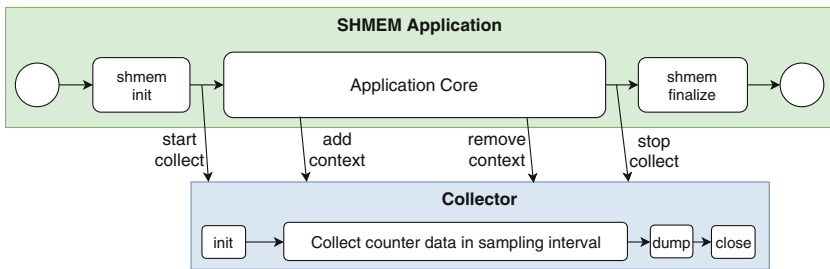 SHMEM Application
shmem
init
Application Core
shmem
finalize
start
collect
add
context
remove
context
stop
collect
Collector
init
Collect counter data in sampling interval
dump
close